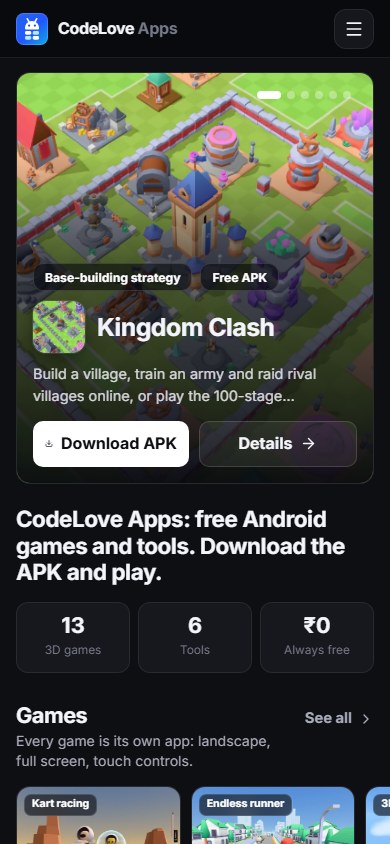 CodeLove Apps
Base-building strategy
Free APK
Kingdom Clash
Build a village, train an army and raid rival
villages online, or play the 100-stage...
Download APK
Details →
CodeLove Apps: free Android
games and tools. Download the
APK and play.
13
3D games
6
Tools
₹0
Always free
Games
See all
Every game is its own app: landscape,
full screen, touch controls.
Kart racing
Endless runner